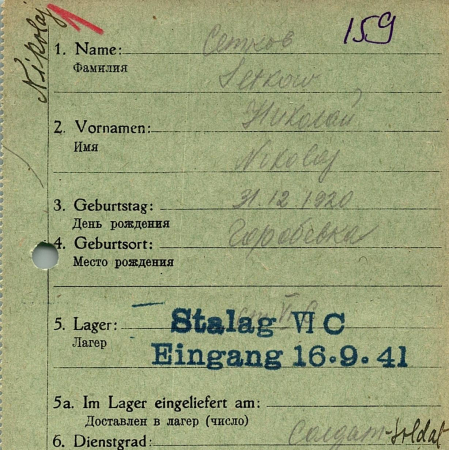 Nikolaj
159
1. Name: Сетков
Фамилия
Setkow
2. Vornamen: Николай
Имя
Nikolaj
3. Geburtstag: 31.12.1920
День рождения
4. Geburtsort: Горобевка
Место рождения
5. Lager: Stalag VI C
Лагерь
Eingang 16.9.41
5a. Im Lager eingeliefert am:
Доставлен в лагерь (число)
6. Dienstgrad: Солдат - Soldat